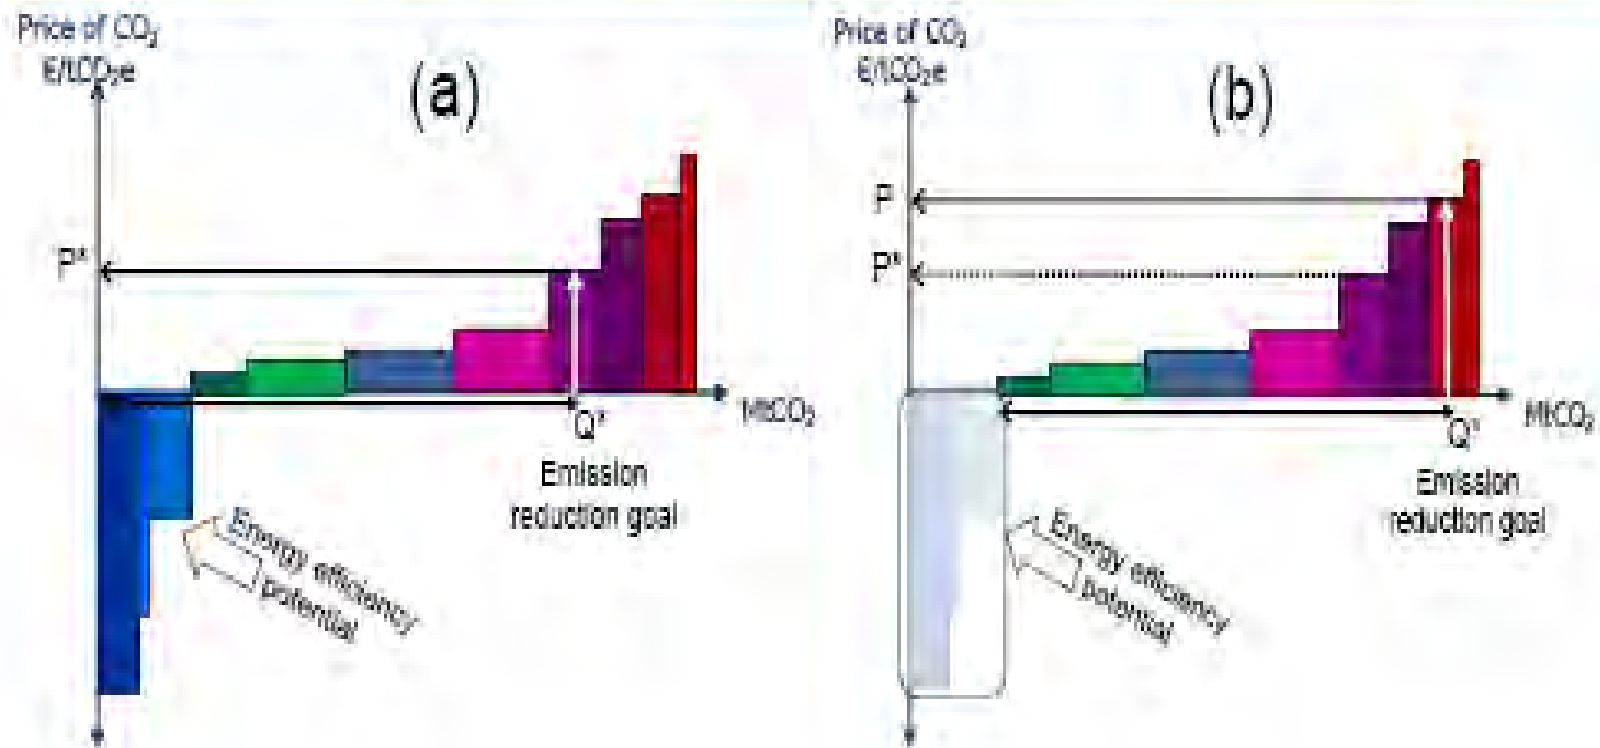 Price of CO₂
€/tCO₂e
(a)
P*
MtCO₂
Q*
Emission
reduction goal
Energy efficiency
potential
Price of CO₂
€/tCO₂e
(b)
P
P*
MtCO₂
Q*
Emission
reduction goal
Energy efficiency
potential